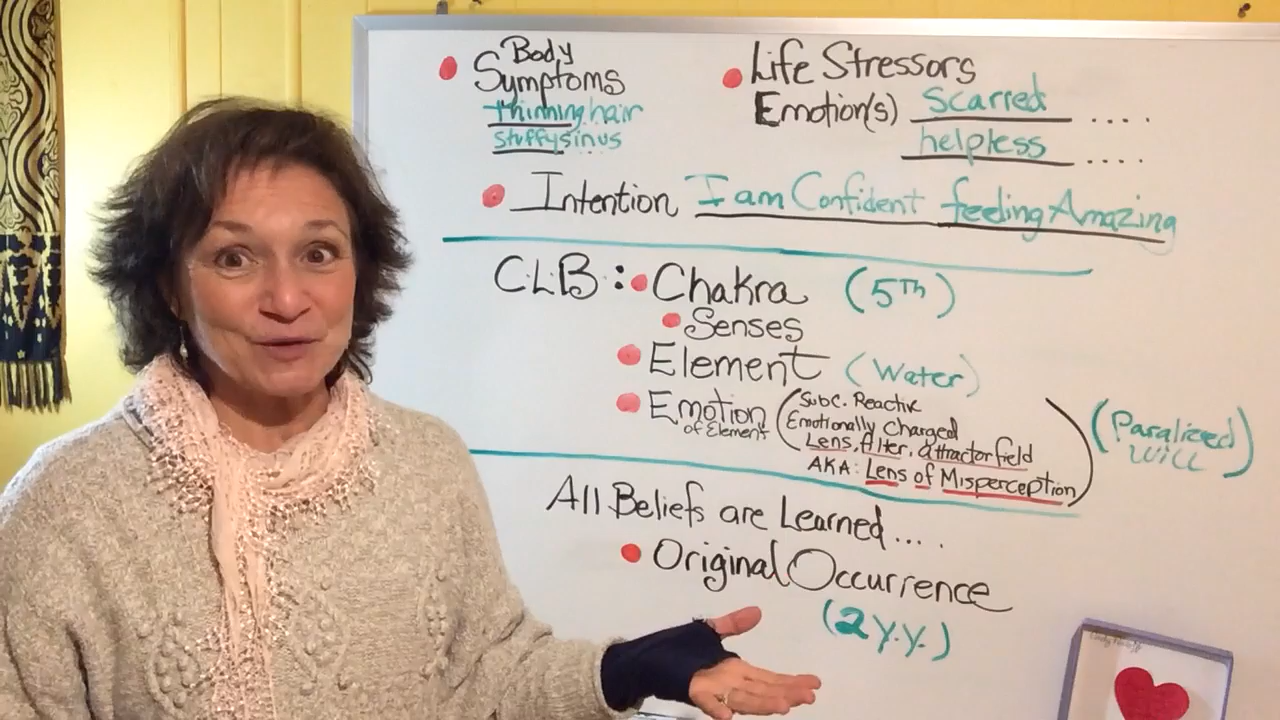 Body
Symptoms
thinning hair
stuffy sinus
Life Stressors
Emotion(s) Scarred ....
helpless ....
Intention I am Confident feeling Amazing
CLB : Chakra (5TH)
Senses
Element (Water)
Emotion
of Element
(Subc. Reactive
Emotionally Charged
Lens, filter, attractor field
AKA: Lens of Misperception)
(Paralized
Will)
All Beliefs are Learned....
Original Occurrence
(2 y.y.)